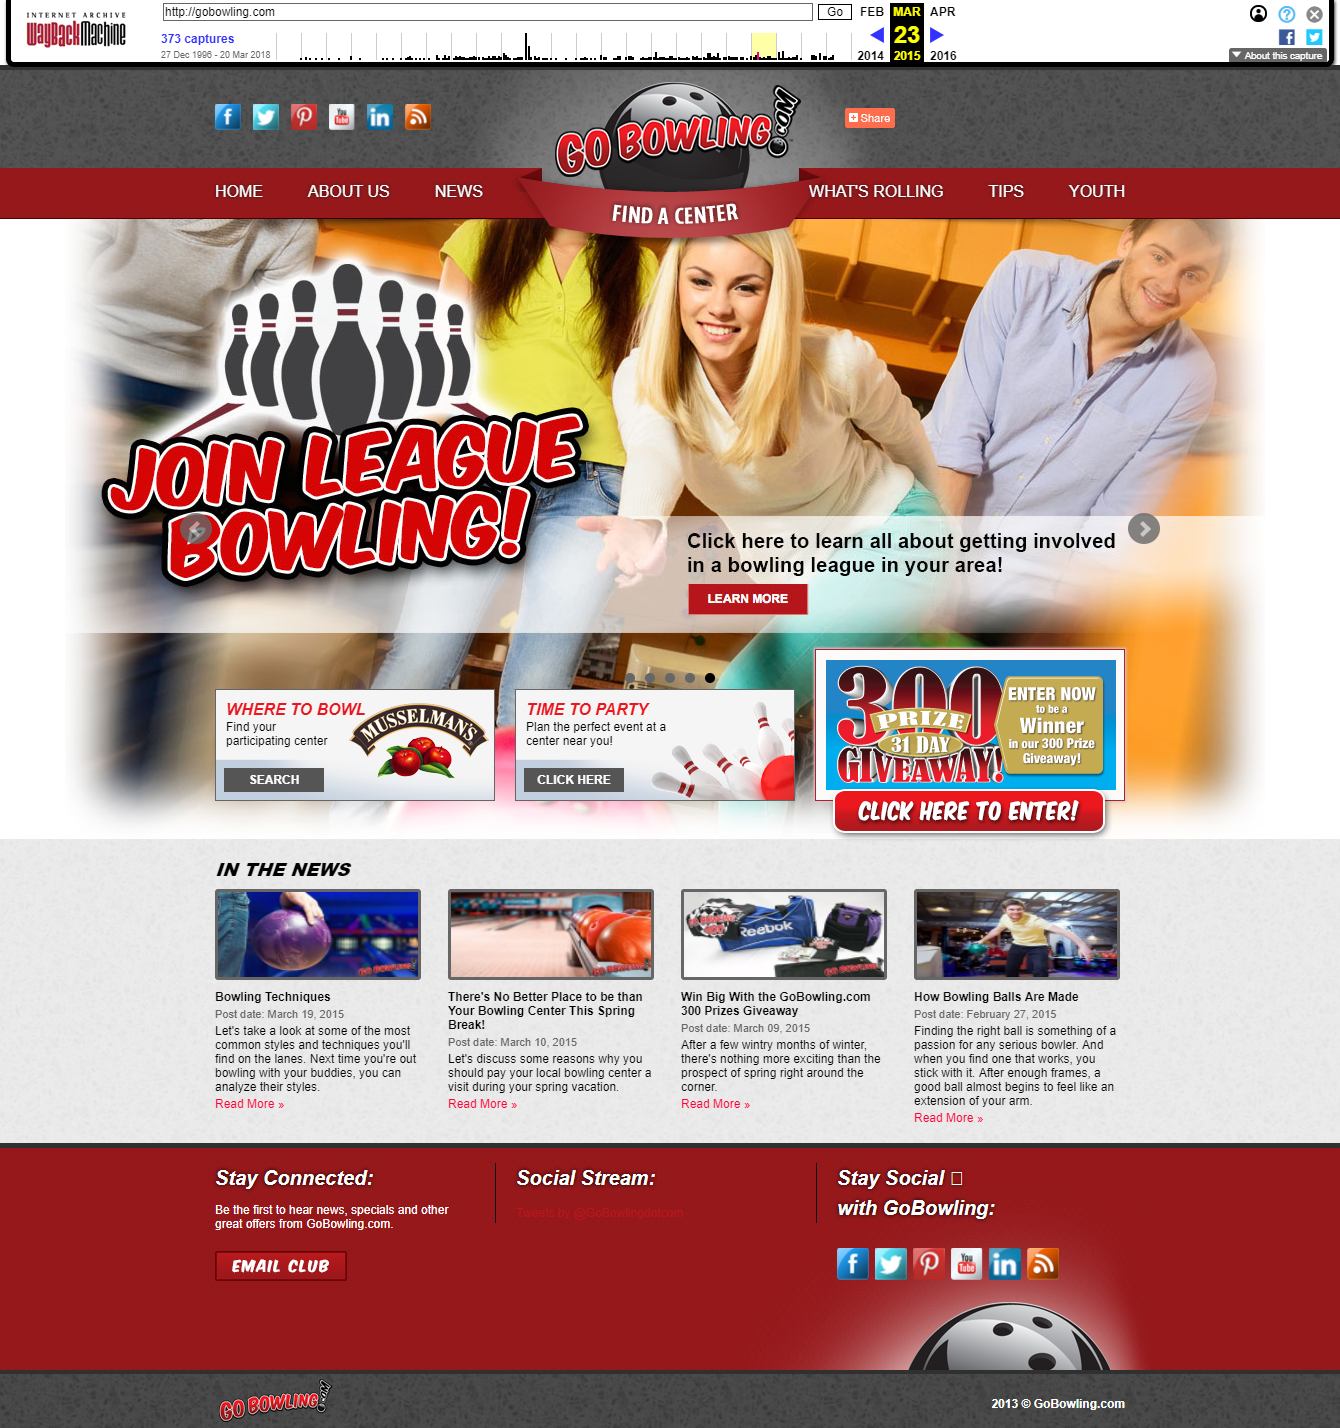 INTERNET ARCHIVE
WayBackMachine
http://gobowling.com
Go
FEB MAR APR
373 captures
23
27 Dec 1996 - 20 Mar 2018
2014 2015 2016
About this capture
Share
GO BOWLING!.COM
HOME ABOUT US NEWS WHAT'S ROLLING TIPS YOUTH
FIND A CENTER
JOIN LEAGUE
BOWLING!
Click here to learn all about getting involved
in a bowling league in your area!
LEARN MORE
WHERE TO BOWL
Find your
participating center
SEARCH
MUSSELMAN'S
TIME TO PARTY
Plan the perfect event at a
center near you!
CLICK HERE
300
PRIZE
31 DAY
GIVEAWAY!
ENTER NOW
to be a
Winner
in our 300 Prize
Giveaway!
CLICK HERE TO ENTER!
IN THE NEWS
GO BOWLING!
GO BOWLING!
GO BOWLING
Reebok
GO BOWLING!
GO BOWLING!
Bowling Techniques
Post date: March 19, 2015
Let's take a look at some of the most
common styles and techniques you'll
find on the lanes. Next time you're out
bowling with your buddies, you can
analyze their styles.
Read More »
There's No Better Place to be than
Your Bowling Center This Spring
Break!
Post date: March 10, 2015
Let's discuss some reasons why you
should pay your local bowling center a
visit during your spring vacation.
Read More »
Win Big With the GoBowling.com
300 Prizes Giveaway
Post date: March 09, 2015
After a few wintry months of winter,
there's nothing more exciting than the
prospect of spring right around the
corner.
Read More »
How Bowling Balls Are Made
Post date: February 27, 2015
Finding the right ball is something of a
passion for any serious bowler. And
when you find one that works, you
stick with it. After enough frames, a
good ball almost begins to feel like an
extension of your arm.
Read More »
Stay Connected:
Be the first to hear news, specials and other
great offers from GoBowling.com.
EMAIL CLUB
Social Stream:
Tweets by @GoBowlingdotcom
Stay Social
with GoBowling:
GO BOWLING!.COM
2013 © GoBowling.com